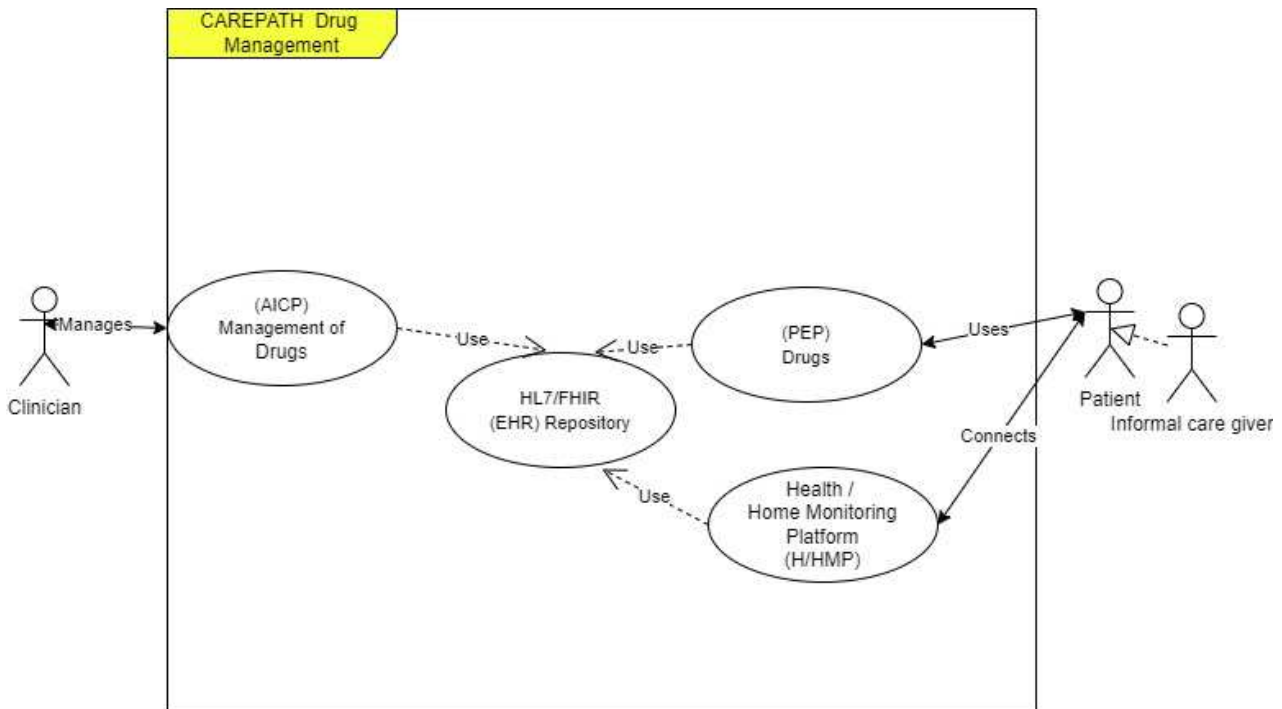 CAREPATH Drug
Management
(AICP)
Management of
Drugs
Manages
Clinician
Use
HL7/FHIR
(EHR) Repository
Use
(PEP)
Drugs
Uses
Patient
Informal care giver
Connects
Use
Health /
Home Monitoring
Platform
(H/HMP)